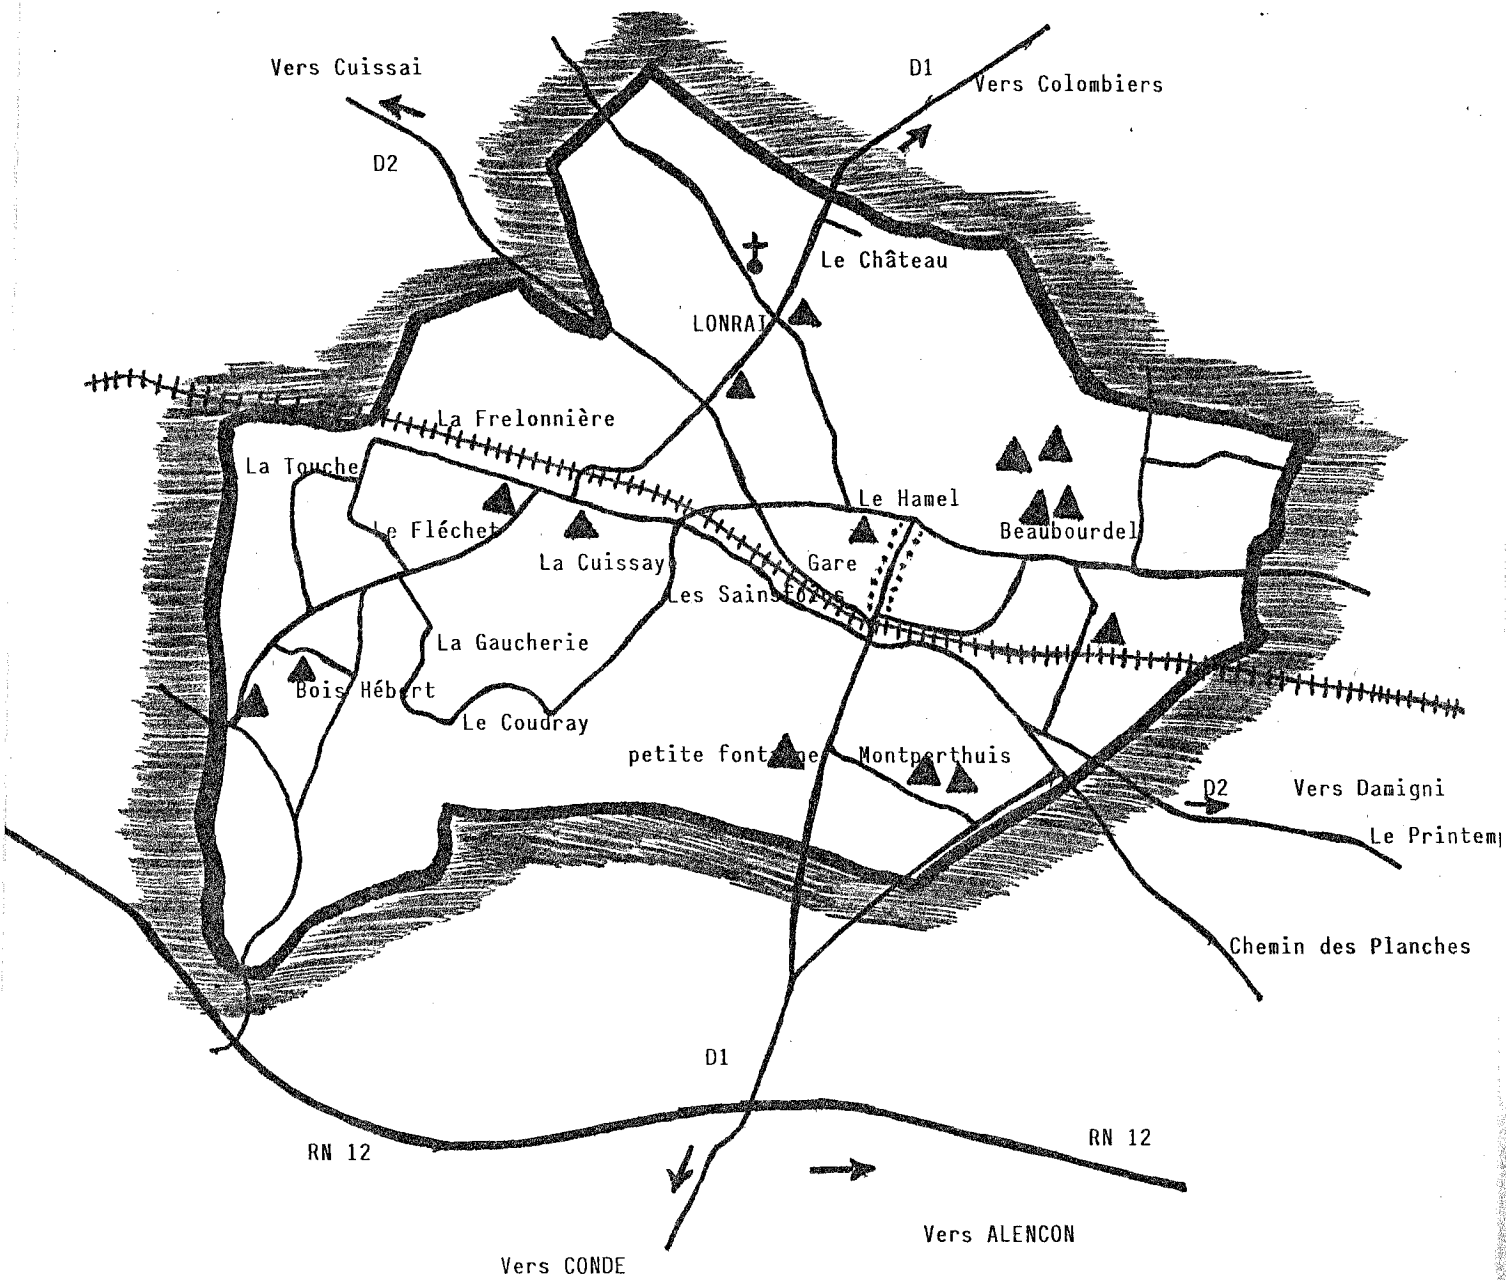 Vers Cuissai
D1
Vers Colombiers
D2
Le Château
LONRAI
La Frelonnière
La Touche
Le Hamel
Le Fléchet
Beaubourdel
La Cuissay
Gare
Les Sainsfoins
La Gaucherie
Bois Hébert
Le Coudray
petite fontaine
Montperthuis
D2
Vers Damigni
Le Printemp
Chemin des Planches
D1
RN 12
RN 12
Vers ALENCON
Vers CONDE